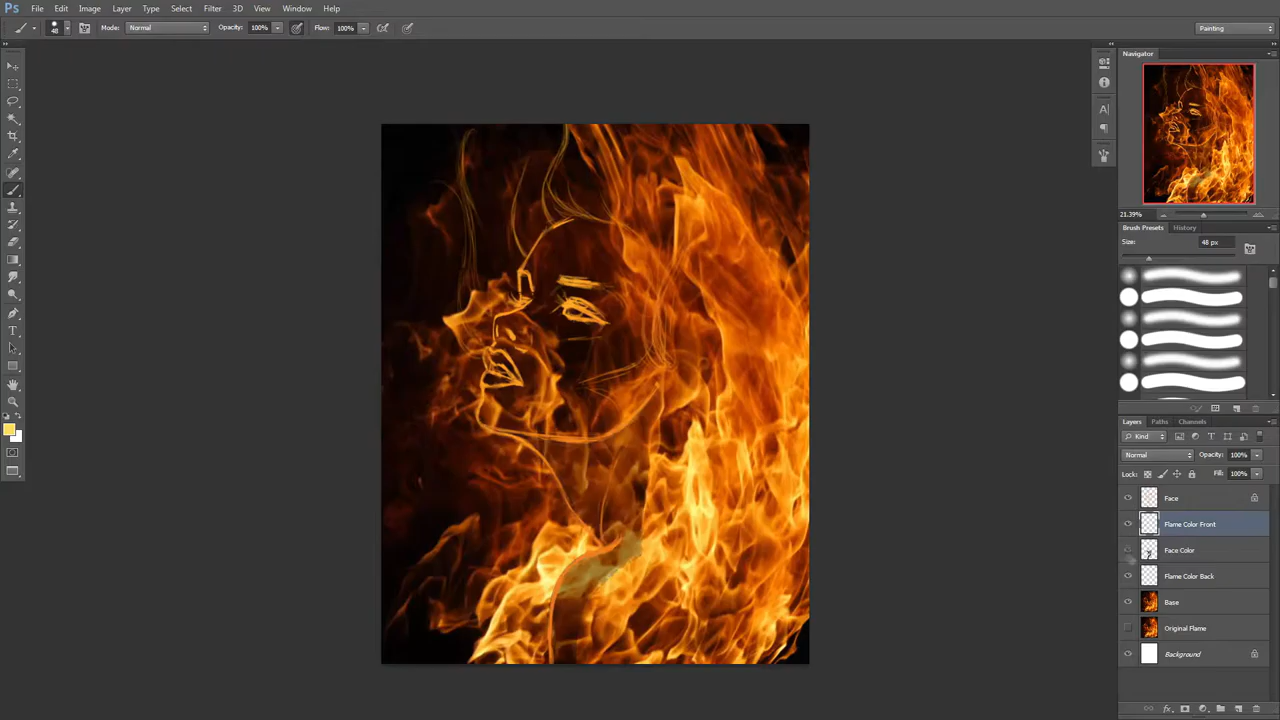 Ps File Edit Image Layer Type Select Filter 3D View Window Help
48 Mode: Normal Opacity: 100% Flow: 100% Painting
Navigator
21.39%
Brush Presets History
Size: 48 px
Layers Paths Channels
Kind
Normal Opacity: 100%
Lock: Fill: 100%
Face
Flame Color Front
Face Color
Flame Color Back
Base
Original Flame
Background